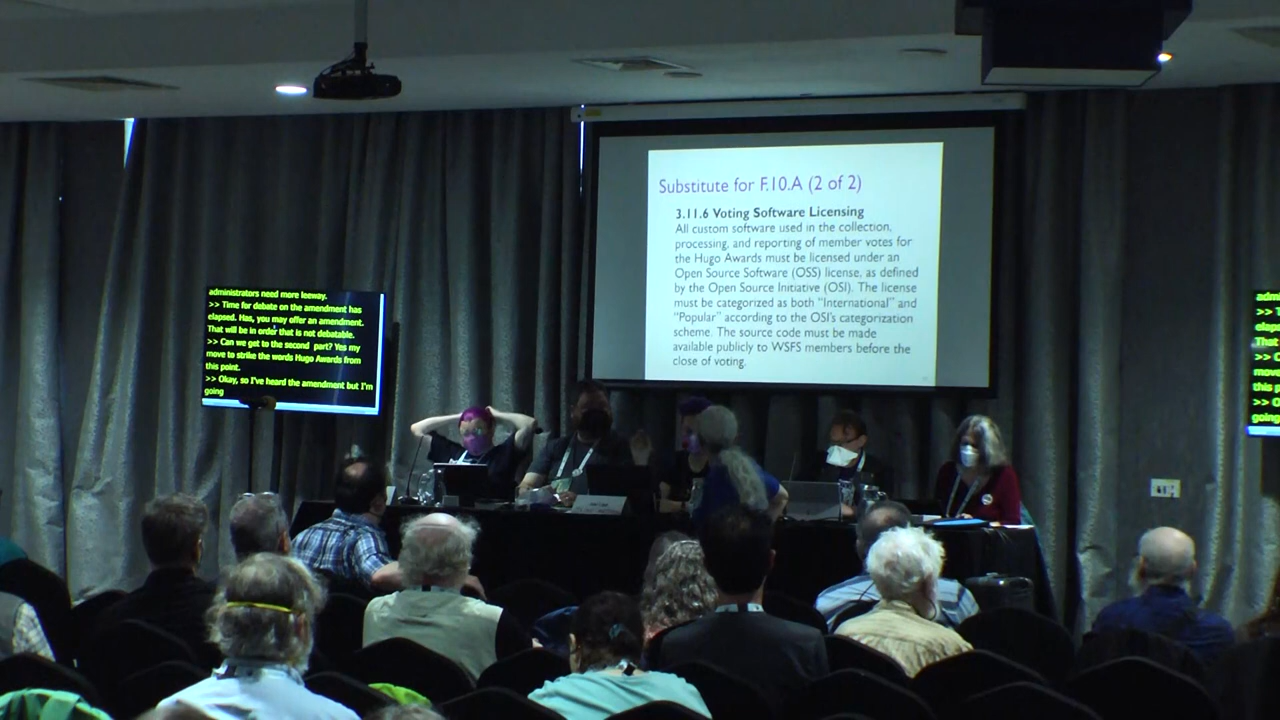 administrators need more leeway.
>> Time for debate on the amendment has
elapsed. Has, you may offer an amendment.
That will be in order that is not debatable.
>> Can we get to the second part? Yes my
move to strike the words Hugo Awards from
this point.
>> Okay, so I've heard the amendment but I'm
going
Substitute for F.10.A (2 of 2)
3.11.6 Voting Software Licensing
All custom software used in the collection,
processing, and reporting of member votes for
the Hugo Awards must be licensed under an
Open Source Software (OSS) license, as defined
by the Open Source Initiative (OSI). The license
must be categorized as both "International" and
"Popular" according to the OSI's categorization
scheme. The source code must be made
available publicly to WSFS members before the
close of voting.
admi
>> T
elaps
That
>> C
move
this p
>> O
going